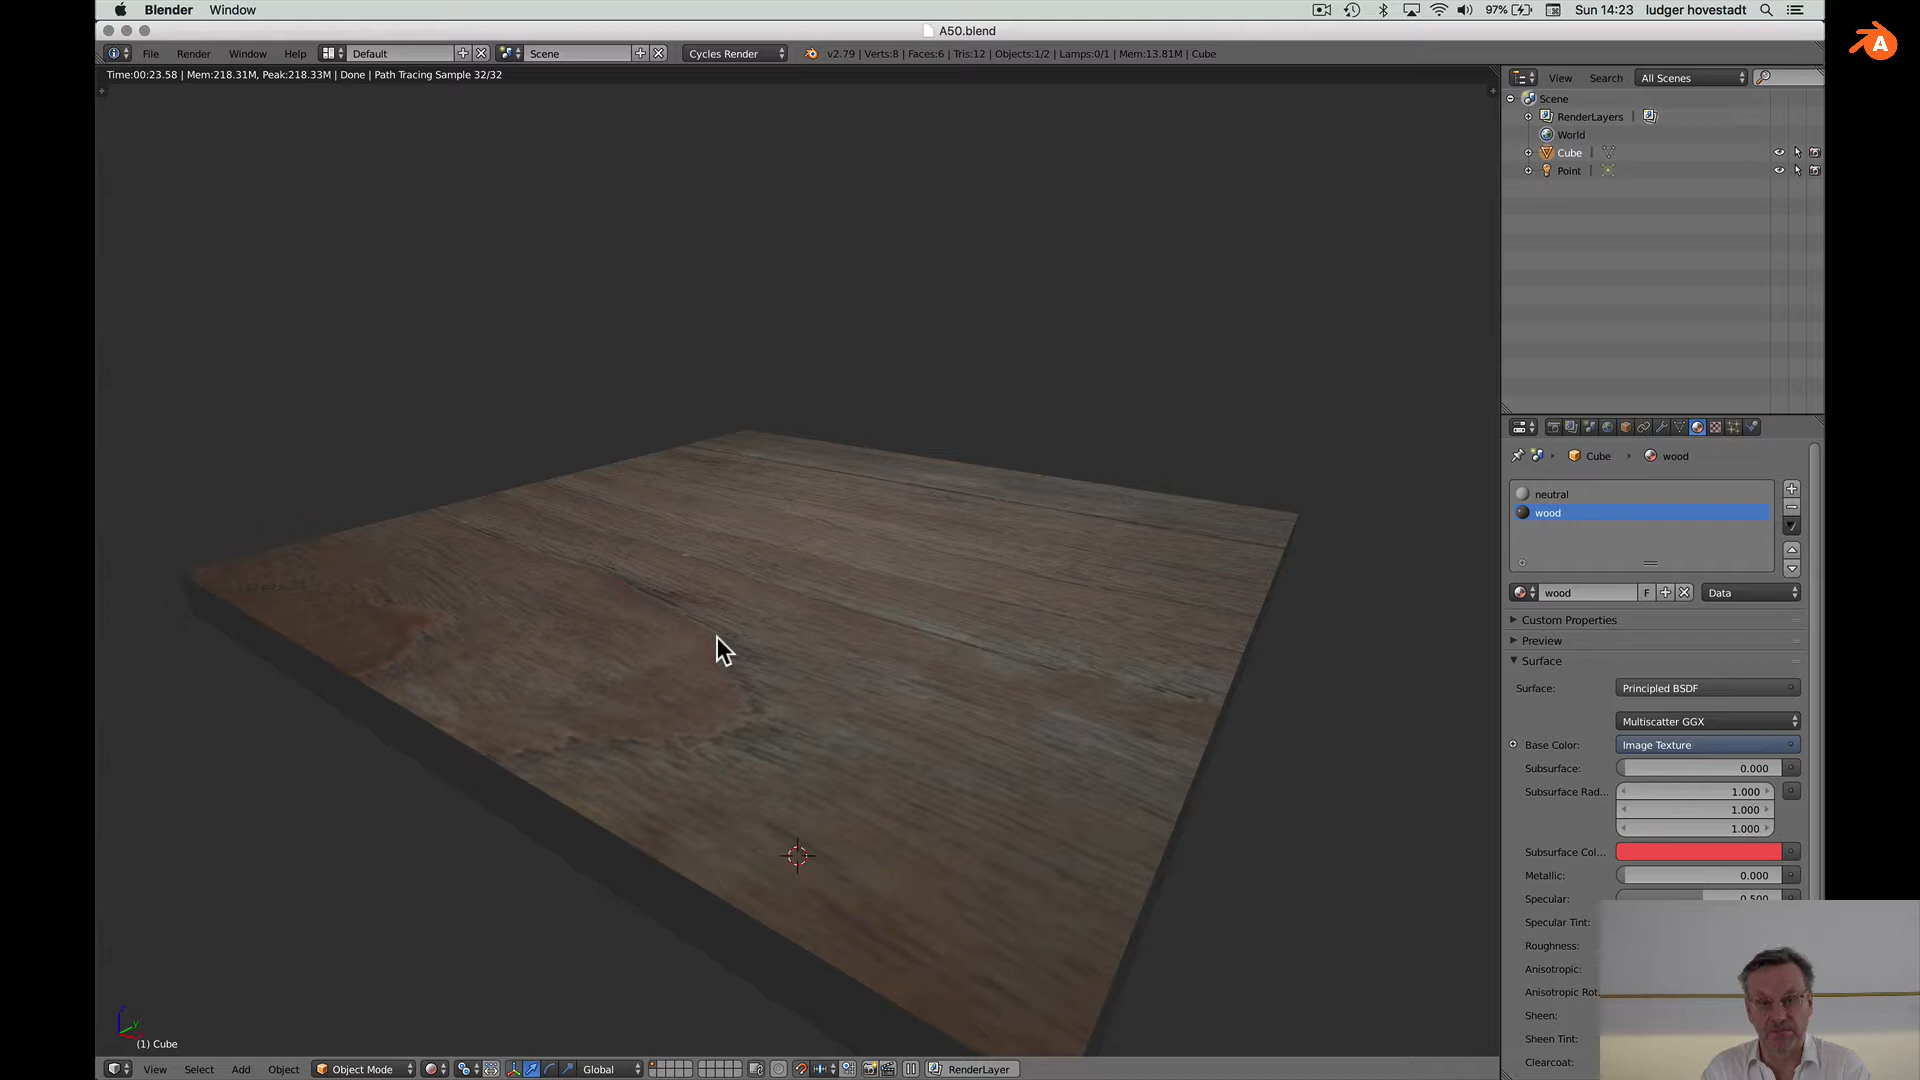 Blender Window 97% Sun 14:23 ludger hovestadt
A50.blend
File Render Window Help Default Scene Cycles Render v2.79 | Verts:8 | Faces:6 | Tris:12 | Objects:1/2 | Lamps:0/1 | Mem:13.81M | Cube
Time:00:23.58 | Mem:218.31M, Peak:218.33M | Done | Path Tracing Sample 32/32
View Search All Scenes
Scene
RenderLayers |
World
Cube |
Point |
Cube wood
neutral
wood
wood F Data
Custom Properties
Preview
Surface
Surface: Principled BSDF
Multiscatter GGX
Base Color: Image Texture
Subsurface: 0.000
Subsurface Rad... 1.000
1.000
1.000
Subsurface Col...
Metallic: 0.000
Specular: 0.500
Specular Tint:
Roughness:
Anisotropic:
Anisotropic Rot
Sheen:
Sheen Tint:
Clearcoat:
(1) Cube
View Select Add Object Object Mode Global RenderLayer
A